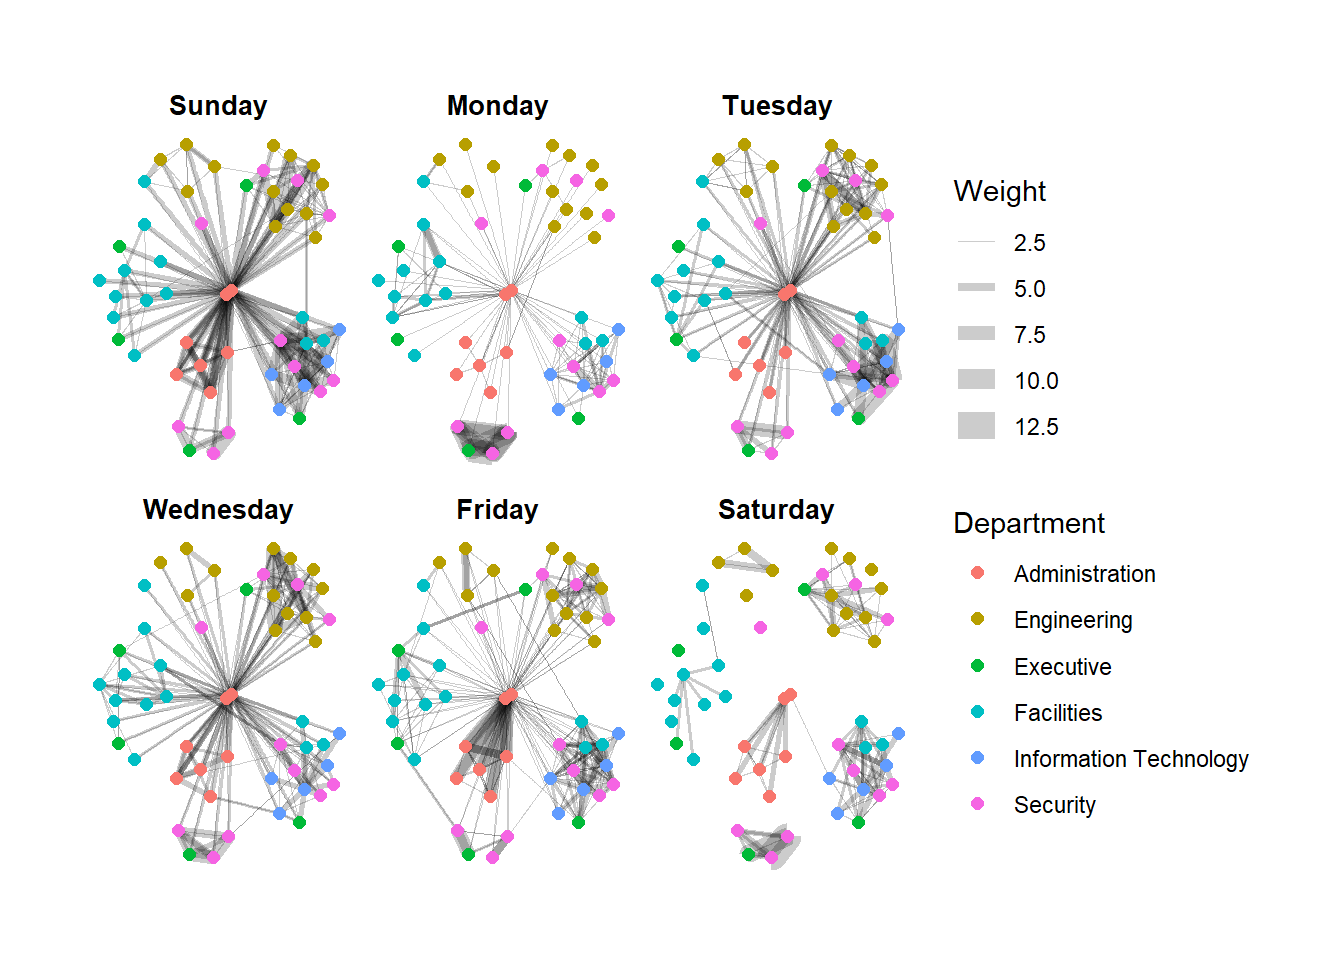 Sunday
Monday
Tuesday
Wednesday
Friday
Saturday
Weight
2.5
5.0
7.5
10.0
12.5
Department
Administration
Engineering
Executive
Facilities
Information Technology
Security